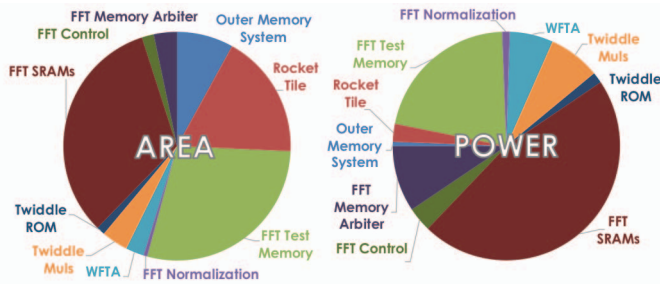 FFT Memory Arbiter
Outer Memory
System
FFT Control
FFT SRAMs
Rocket
Tile
AREA
Twiddle
ROM
Twiddle
Muls
WFTA
FFT Normalization
FFT Test
Memory
FFT Normalization
WFTA
FFT Test
Memory
Twiddle
Muls
Twiddle
ROM
Rocket
Tile
Outer
Memory
System
POWER
FFT
Memory
Arbiter
FFT Control
FFT
SRAMs